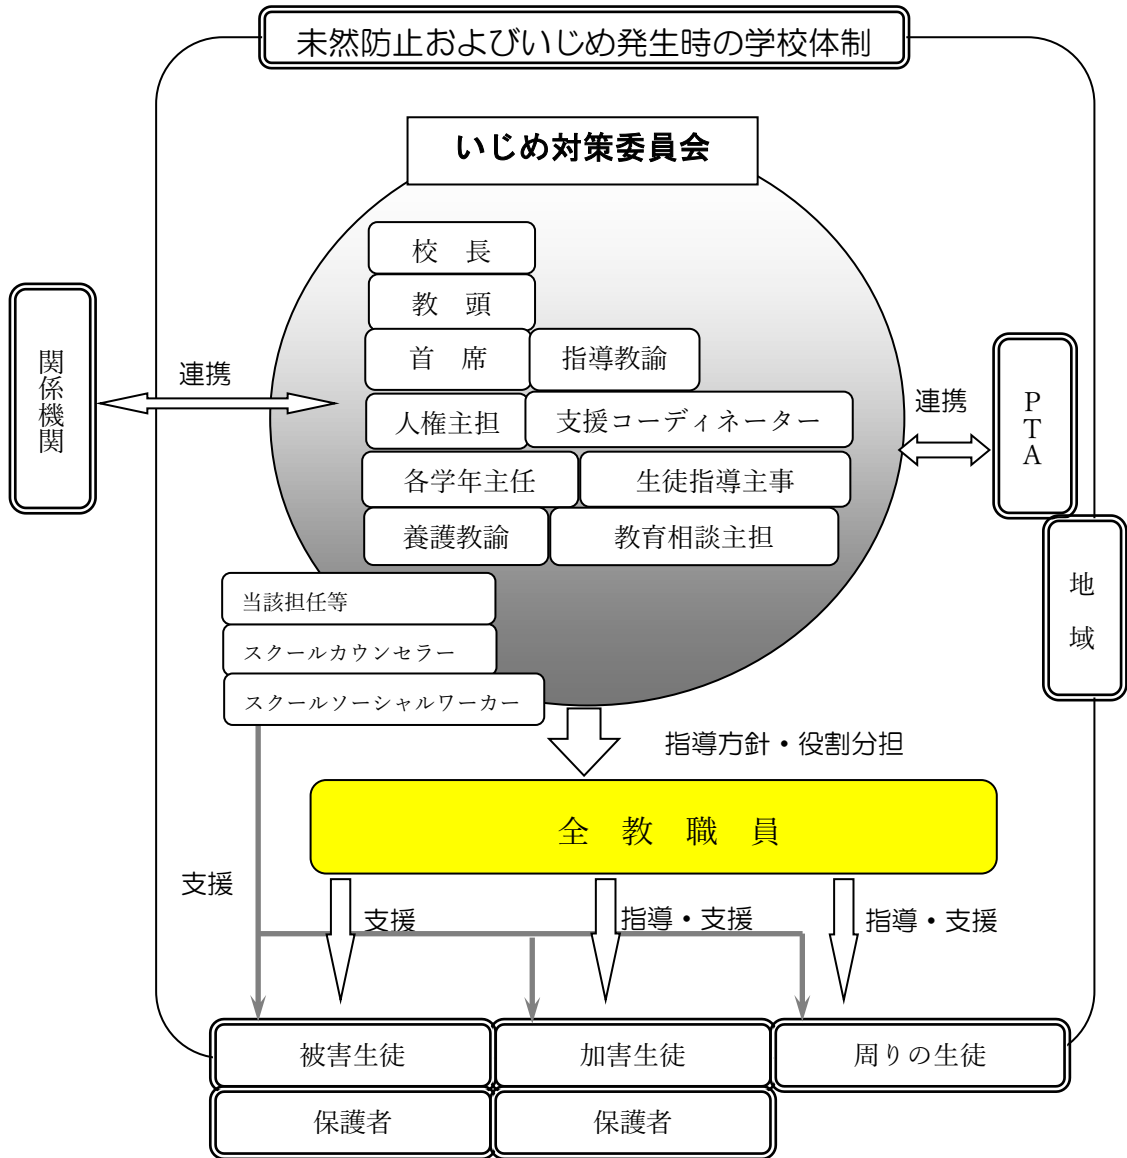 未然防止およびいじめ発生時の学校体制
いじめ対策委員会
校 長
教 頭
首 席
指導教諭
人権主担
支援コーディネーター
各学年主任
生徒指導主事
養護教諭
教育相談主担
当該担任等
スクールカウンセラー
スクールソーシャルワーカー
関係機関
連携
連携
PTA
地 域
指導方針・役割分担
全 教 職 員
支援
支援
指導・支援
指導・支援
被害生徒
加害生徒
周りの生徒
保護者
保護者